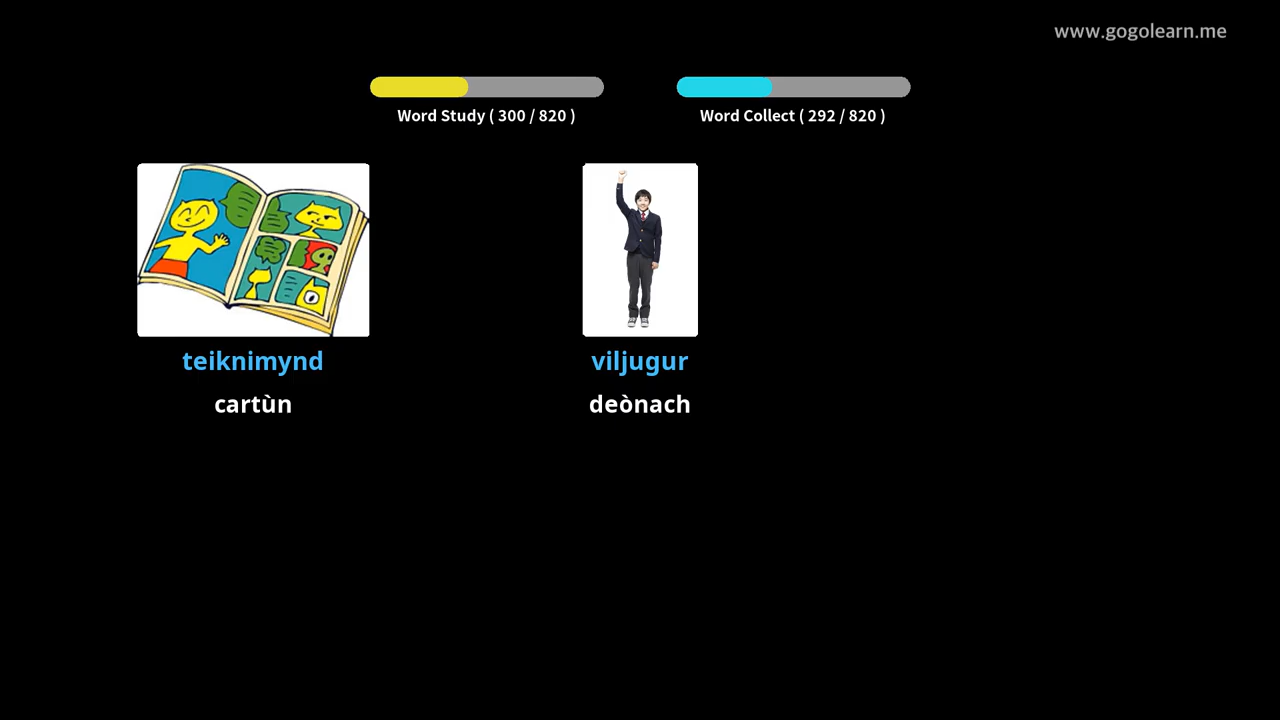 www.gogolearn.me
Word Study ( 300 / 820 )
Word Collect ( 292 / 820 )
teiknimynd
cartùn
viljugur
deònach